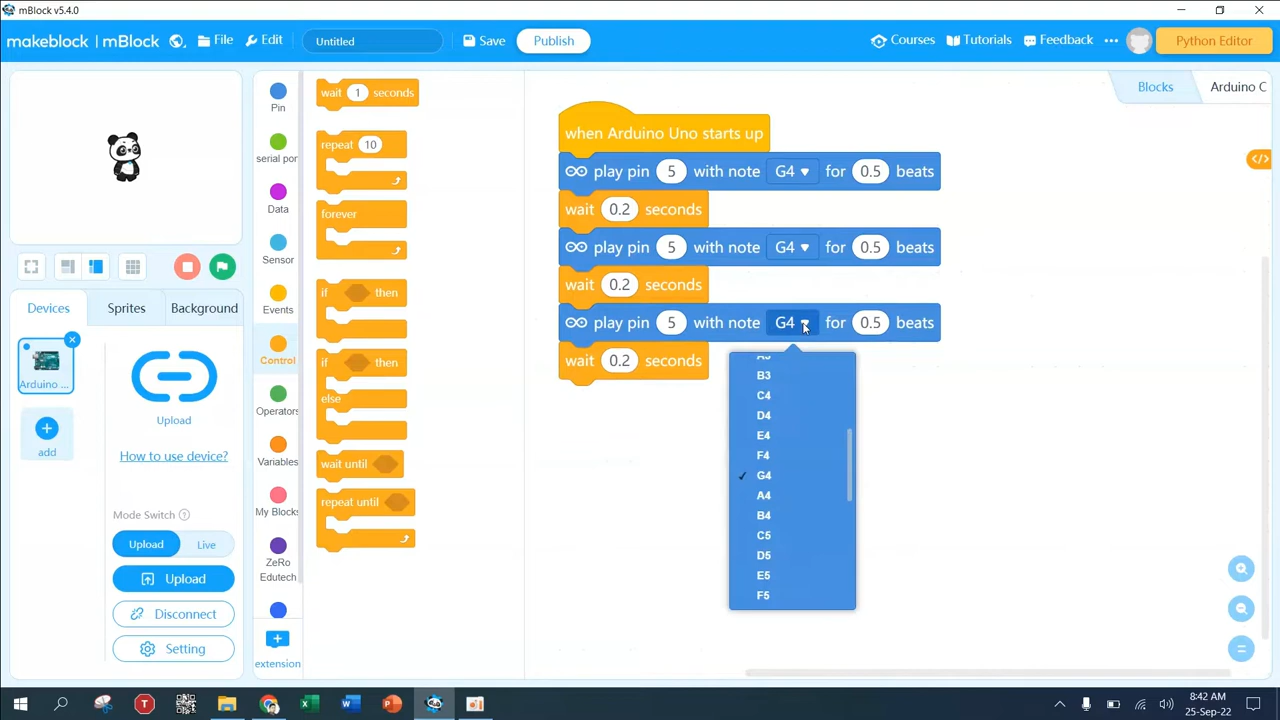 mBlock v5.4.0
makeblock | mBlock File Edit Untitled Save Publish Courses Tutorials Feedback Python Editor
Blocks Arduino C
Pin
serial por
Data
Sensor
Events
Control
Operators
Variables
My Blocks
ZeRo
Edutech
extension
wait 1 seconds
repeat 10
forever
if then
if then
else
wait until
repeat until
when Arduino Uno starts up
play pin 5 with note G4 for 0.5 beats
wait 0.2 seconds
play pin 5 with note G4 for 0.5 beats
wait 0.2 seconds
play pin 5 with note G4 for 0.5 beats
wait 0.2 seconds
B3
C4
D4
E4
F4
✓ G4
A4
B4
C5
D5
E5
F5
Devices Sprites Background
Arduino ...
add
Upload
How to use device?
Mode Switch
Upload Live
Upload
Disconnect
Setting
8:42 AM
25-Sep-22